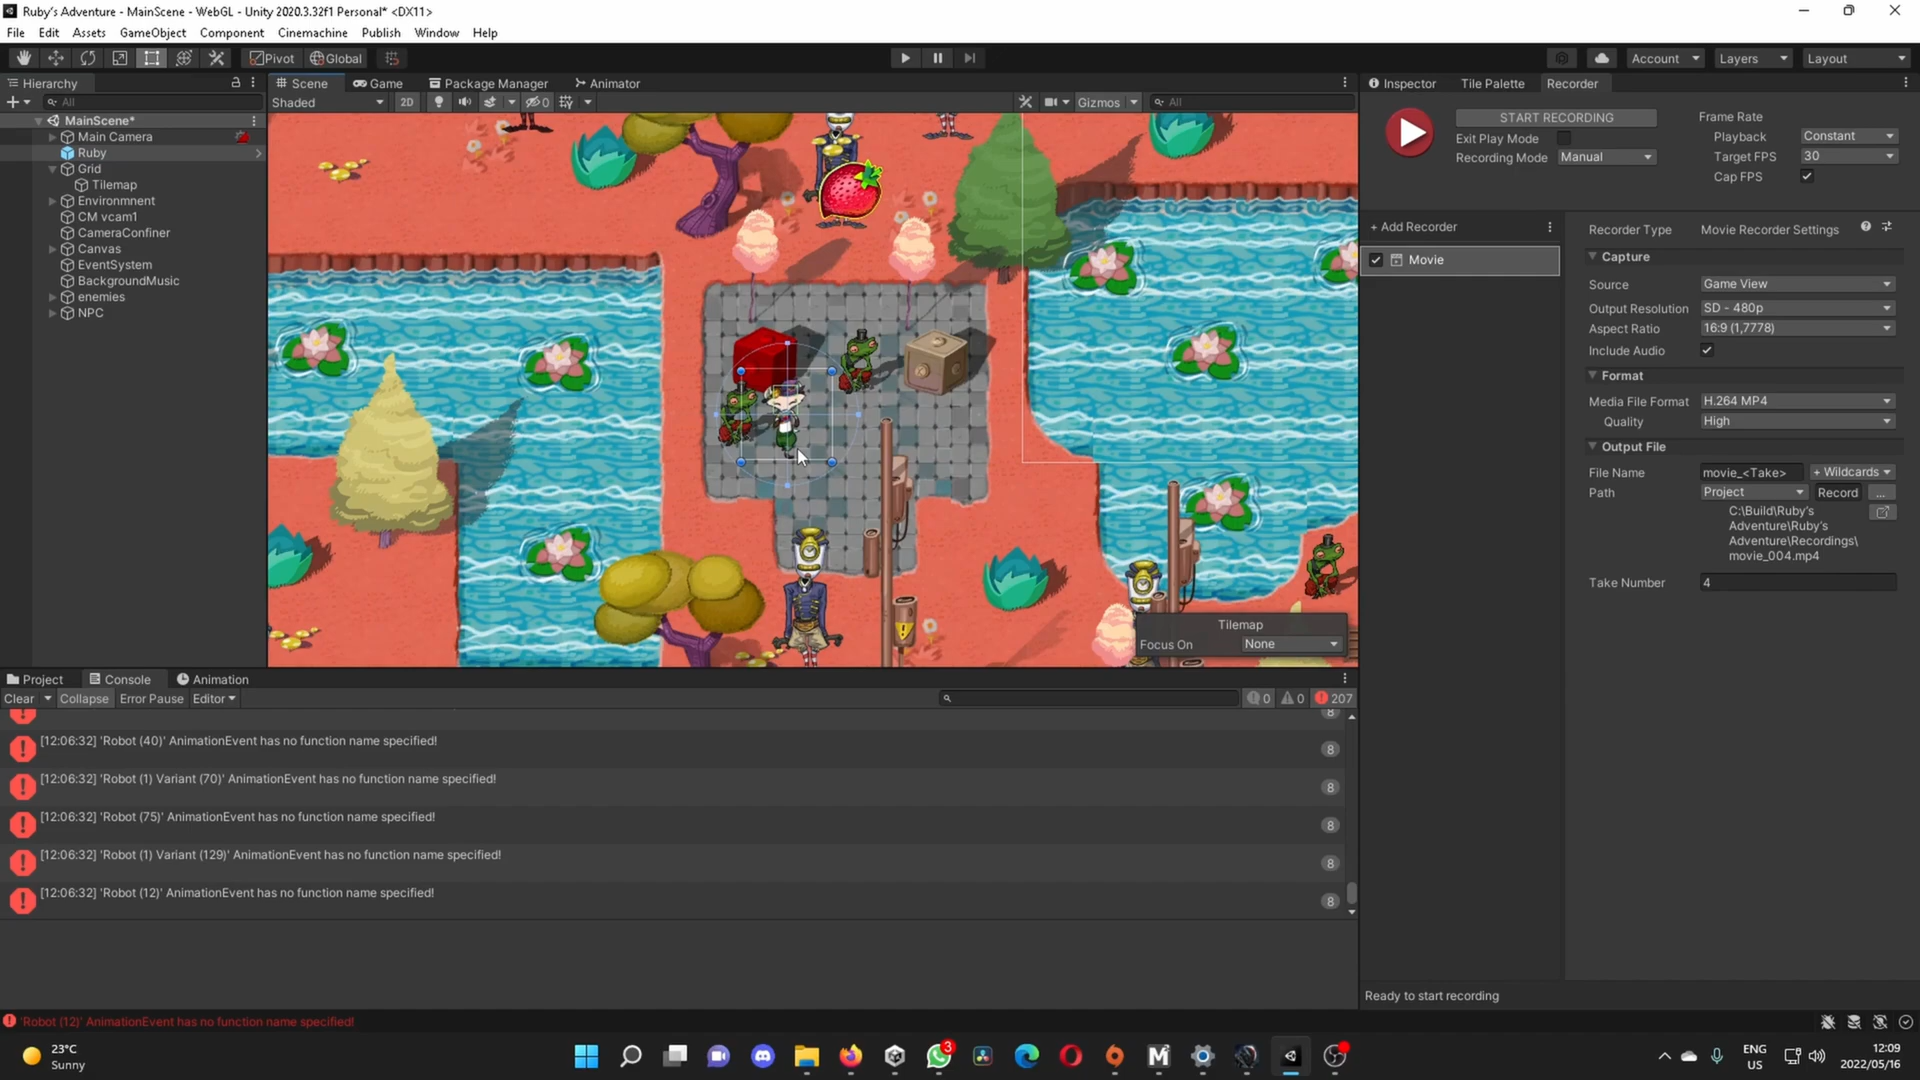 Ruby's Adventure - MainScene - WebGL - Unity 2020.3.32f1 Personal* <DX11>
File Edit Assets GameObject Component Cinemachine Publish Window Help
Pivot Global Account Layers Layout
Hierarchy Scene Game Package Manager Animator Inspector Tile Palette Recorder
All Shaded 2D 0 Gizmos All
MainScene*
Main Camera
Ruby
Grid
Tilemap
Environmnent
CM vcam1
CameraConfiner
Canvas
EventSystem
BackgroundMusic
enemies
NPC
Tilemap
Focus On None
START RECORDING
Exit Play Mode
Recording Mode Manual
Frame Rate
Playback Constant
Target FPS 30
Cap FPS
+ Add Recorder
Movie
Recorder Type Movie Recorder Settings
Capture
Source Game View
Output Resolution SD - 480p
Aspect Ratio 16:9 (1,7778)
Include Audio
Format
Media File Format H.264 MP4
Quality High
Output File
File Name movie_<Take> + Wildcards
Path Project Record ...
C:\Build\Ruby's
Adventure\Ruby's
Adventure\Recordings\
movie_004.mp4
Take Number 4
Ready to start recording
Project Console Animation
Clear Collapse Error Pause Editor 0 0 207
8
[12:06:32] 'Robot (40)' AnimationEvent has no function name specified! 8
[12:06:32] 'Robot (1) Variant (70)' AnimationEvent has no function name specified! 8
[12:06:32] 'Robot (75)' AnimationEvent has no function name specified! 8
[12:06:32] 'Robot (1) Variant (129)' AnimationEvent has no function name specified! 8
[12:06:32] 'Robot (12)' AnimationEvent has no function name specified! 8
'Robot (12)' AnimationEvent has no function name specified!
23°C
Sunny
3
M
ENG
US
12:09
2022/05/16